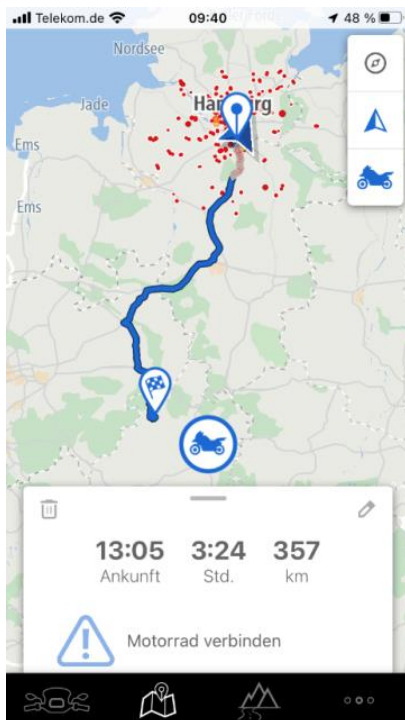 Telekom.de 09:40 48 %
Nordsee
Jade
Ems
Ems
13:05 3:24 357
Ankunft Std. km
Motorrad verbinden